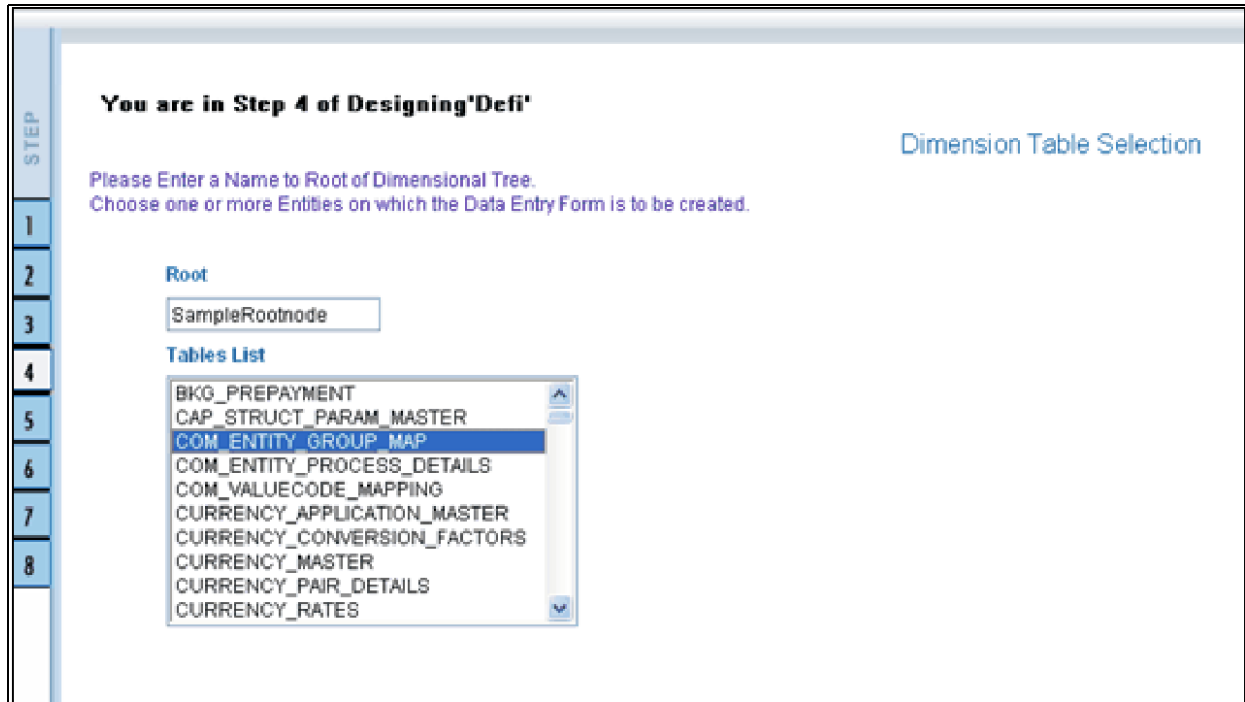 You are in Step 4 of Designing'Defi'
STEP
Dimension Table Selection
Please Enter a Name to Root of Dimensional Tree.
Choose one or more Entities on which the Data Entry Form is to be created.
1
2
3
4
5
6
7
8
Root
SampleRootnode
Tables List
BKG_PREPAYMENT
CAP_STRUCT_PARAM_MASTER
COM_ENTITY_GROUP_MAP
COM_ENTITY_PROCESS_DETAILS
COM_VALUECODE_MAPPING
CURRENCY_APPLICATION_MASTER
CURRENCY_CONVERSION_FACTORS
CURRENCY_MASTER
CURRENCY_PAIR_DETAILS
CURRENCY_RATES